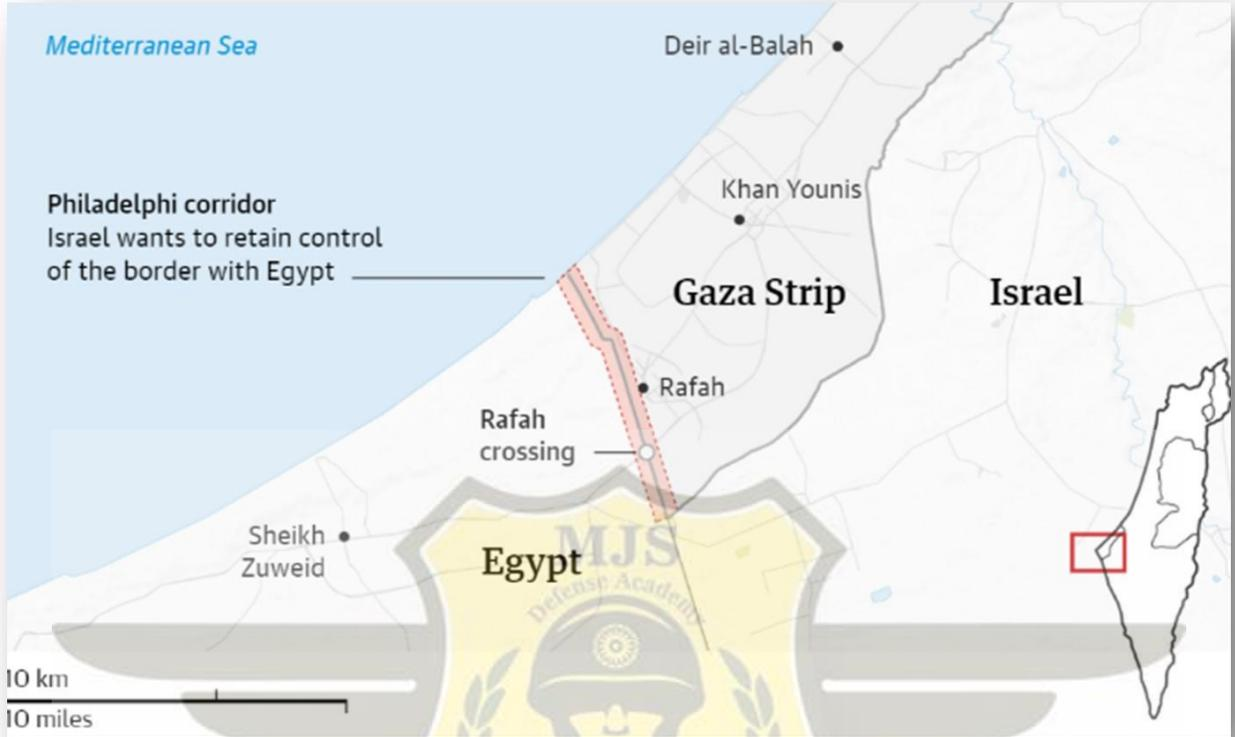 Mediterranean Sea
Deir al-Balah
Philadelphi corridor
Israel wants to retain control
of the border with Egypt
Khan Younis
Gaza Strip
Israel
Rafah
Rafah
crossing
Sheikh
Zuweid
Egypt
MJS
Defense Academy
10 km
10 miles